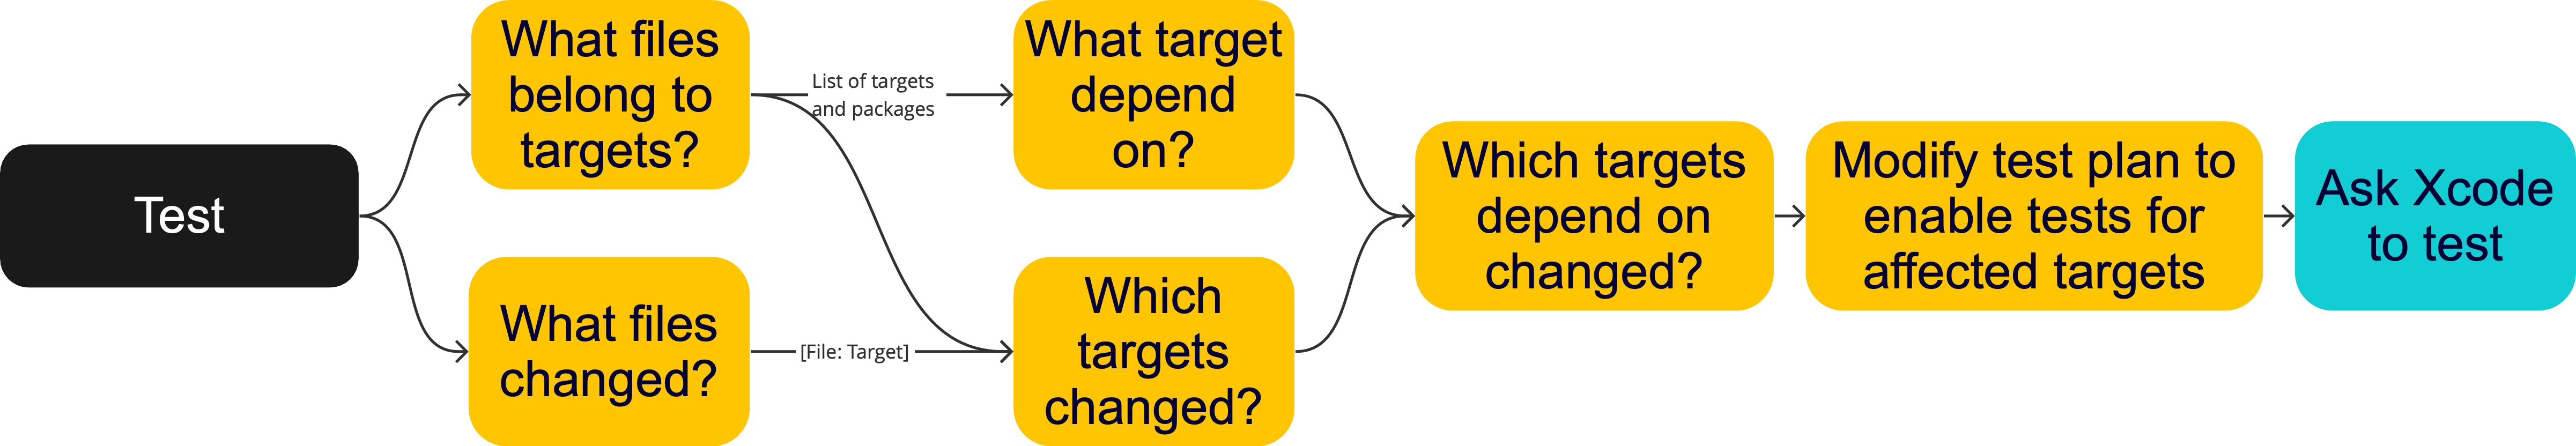 Test
What files
belong to
targets?
What files
changed?
List of targets
and packages
[File: Target]
What target
depend
on?
Which
targets
changed?
Which targets
depend on
changed?
Modify test plan to
enable tests for
affected targets
Ask Xcode
to test